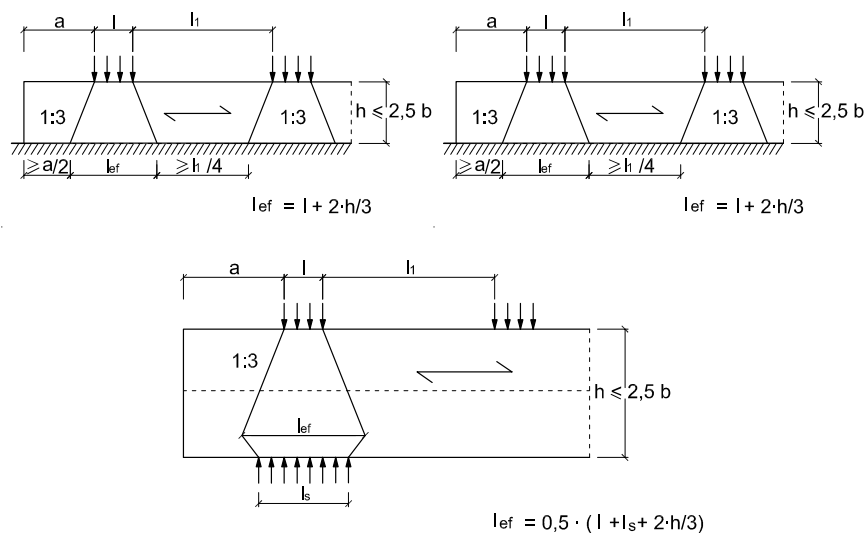 a l l₁ a l l₁
1:3 1:3 h ⩽ 2,5 b 1:3 1:3 h ⩽ 2,5 b
⩾a/2 lef ⩾l₁/4 ⩾a/2 lef ⩾l₁/4
lef = l + 2·h/3 lef = l + 2·h/3
a l l₁
1:3
h ⩽ 2,5 b
lef
ls
lef = 0,5 · (l + ls + 2·h/3)